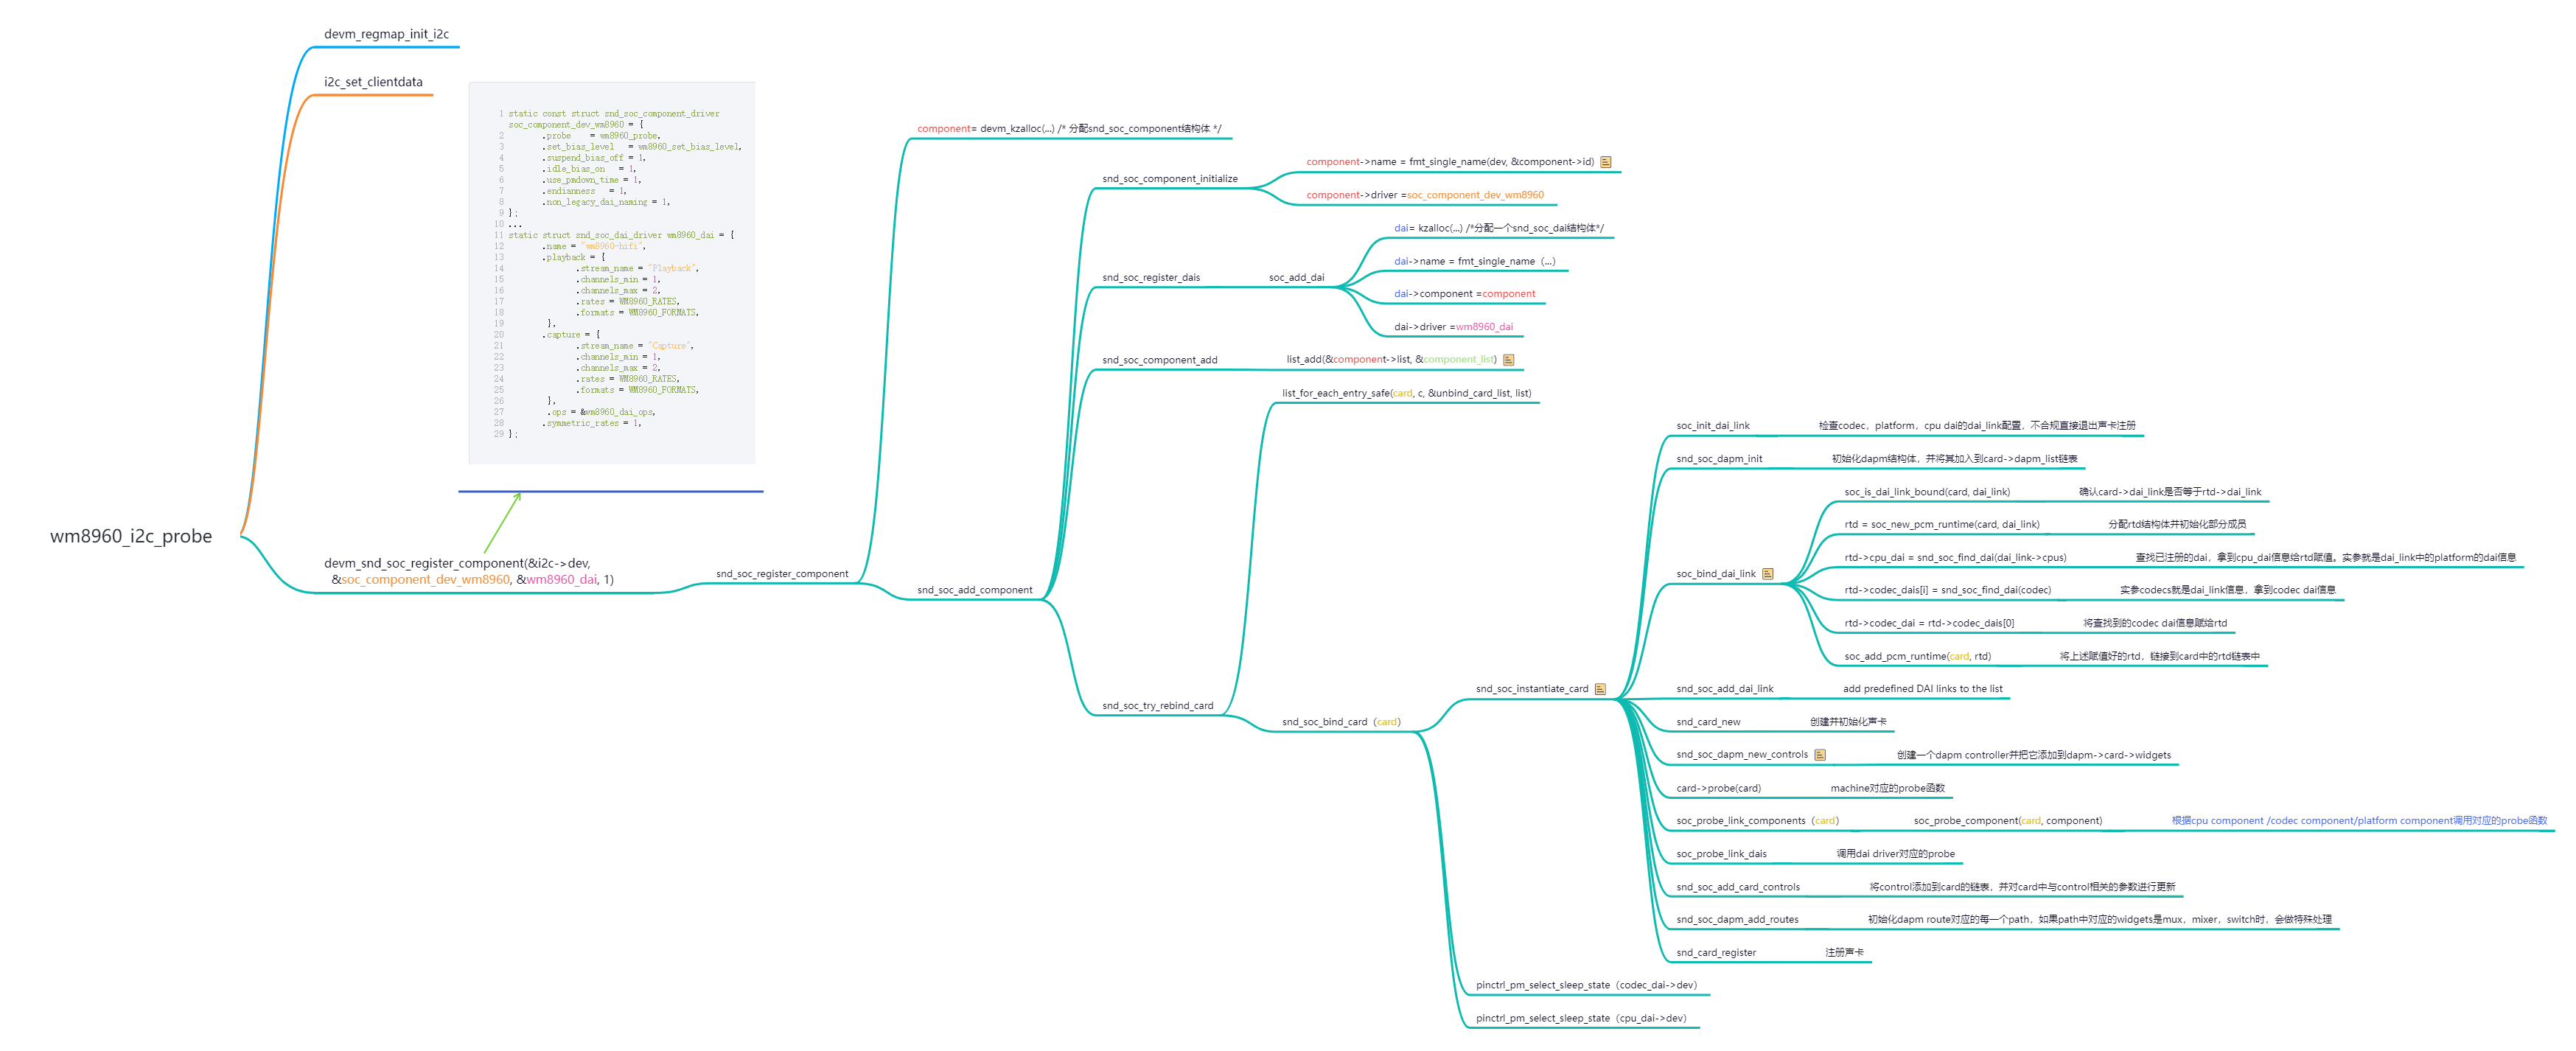 devm_regmap_init_i2c
i2c_set_clientdata
1 static const struct snd_soc_component_driver
soc_component_dev_wm8960 = {
2 .probe = wm8960_probe,
3 .set_bias_level = wm8960_set_bias_level,
4 .suspend_bias_off = 1,
5 .idle_bias_on = 1,
6 .use_pmdown_time = 1,
7 .endianness = 1,
8 .non_legacy_dai_naming = 1,
9 };
10 ...
11 static struct snd_soc_dai_driver wm8960_dai = {
12 .name = "wm8960-hifi",
13 .playback = {
14 .stream_name = "Playback",
15 .channels_min = 1,
16 .channels_max = 2,
17 .rates = WM8960_RATES,
18 .formats = WM8960_FORMATS,
19 },
20 .capture = {
21 .stream_name = "Capture",
22 .channels_min = 1,
23 .channels_max = 2,
24 .rates = WM8960_RATES,
25 .formats = WM8960_FORMATS,
26 },
27 .ops = &wm8960_dai_ops,
28 .symmetric_rates = 1,
29 };
wm8960_i2c_probe
devm_snd_soc_register_component(&i2c->dev,
&soc_component_dev_wm8960, &wm8960_dai, 1)
snd_soc_register_component
component= devm_kzalloc(...) /* 分配snd_soc_component结构体 */
snd_soc_add_component
snd_soc_component_initialize
component->name = fmt_single_name(dev, &component->id)
component->driver =soc_component_dev_wm8960
snd_soc_register_dais
soc_add_dai
dai= kzalloc(...) /*分配一个snd_soc_dai结构体*/
dai->name = fmt_single_name（...）
dai->component =component
dai->driver =wm8960_dai
snd_soc_component_add
list_add(&component->list, &component_list)
snd_soc_try_rebind_card
list_for_each_entry_safe(card, c, &unbind_card_list, list)
snd_soc_bind_card（card）
snd_soc_instantiate_card
soc_init_dai_link
检查codec，platform，cpu dai的dai_link配置，不合规直接退出声卡注册
snd_soc_dapm_init
初始化dapm结构体，并将其加入到card->dapm_list链表
soc_bind_dai_link
soc_is_dai_link_bound(card, dai_link)
确认card->dai_link是否等于rtd->dai_link
rtd = soc_new_pcm_runtime(card, dai_link)
分配rtd结构体并初始化部分成员
rtd->cpu_dai = snd_soc_find_dai(dai_link->cpus)
查找已注册的dai，拿到cpu_dai信息给rtd赋值。实参就是dai_link中的platform的dai信息
rtd->codec_dais[i] = snd_soc_find_dai(codec)
实参codecs就是dai_link信息，拿到codec dai信息
rtd->codec_dai = rtd->codec_dais[0]
将查找到的codec dai信息赋给rtd
soc_add_pcm_runtime(card, rtd)
将上述赋值好的rtd，链接到card中的rtd链表中
snd_soc_add_dai_link
add predefined DAI links to the list
snd_card_new
创建并初始化声卡
snd_soc_dapm_new_controls
创建一个dapm controller并把它添加到dapm->card->widgets
card->probe(card)
machine对应的probe函数
soc_probe_link_components（card）
soc_probe_component(card, component)
根据cpu component /codec component/platform component调用对应的probe函数
soc_probe_link_dais
调用dai driver对应的probe
snd_soc_add_card_controls
将control添加到card的链表，并对card中与control相关的参数进行更新
snd_soc_dapm_add_routes
初始化dapm route对应的每一个path，如果path中对应的widgets是mux，mixer，switch时，会做特殊处理
snd_card_register
注册声卡
pinctrl_pm_select_sleep_state（codec_dai->dev）
pinctrl_pm_select_sleep_state（cpu_dai->dev）